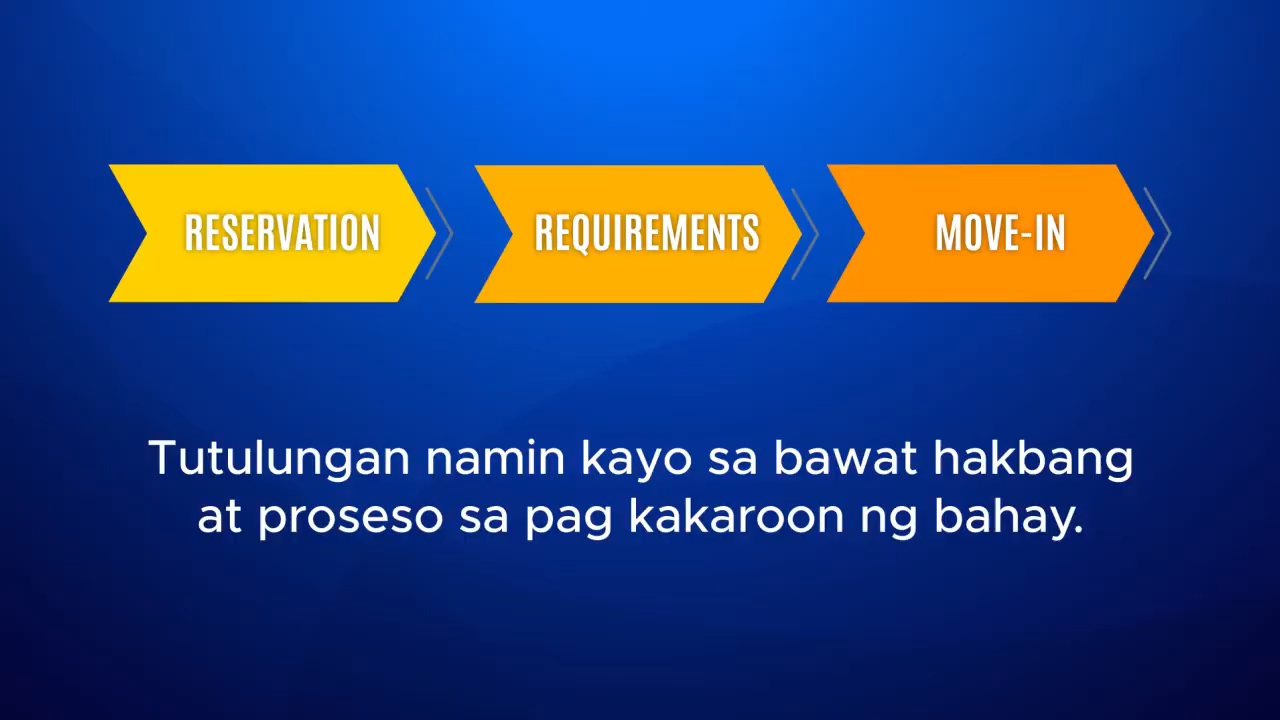 RESERVATION
REQUIREMENTS
MOVE-IN
Tutulungan namin kayo sa bawat hakbang
at proseso sa pag kakaroon ng bahay.